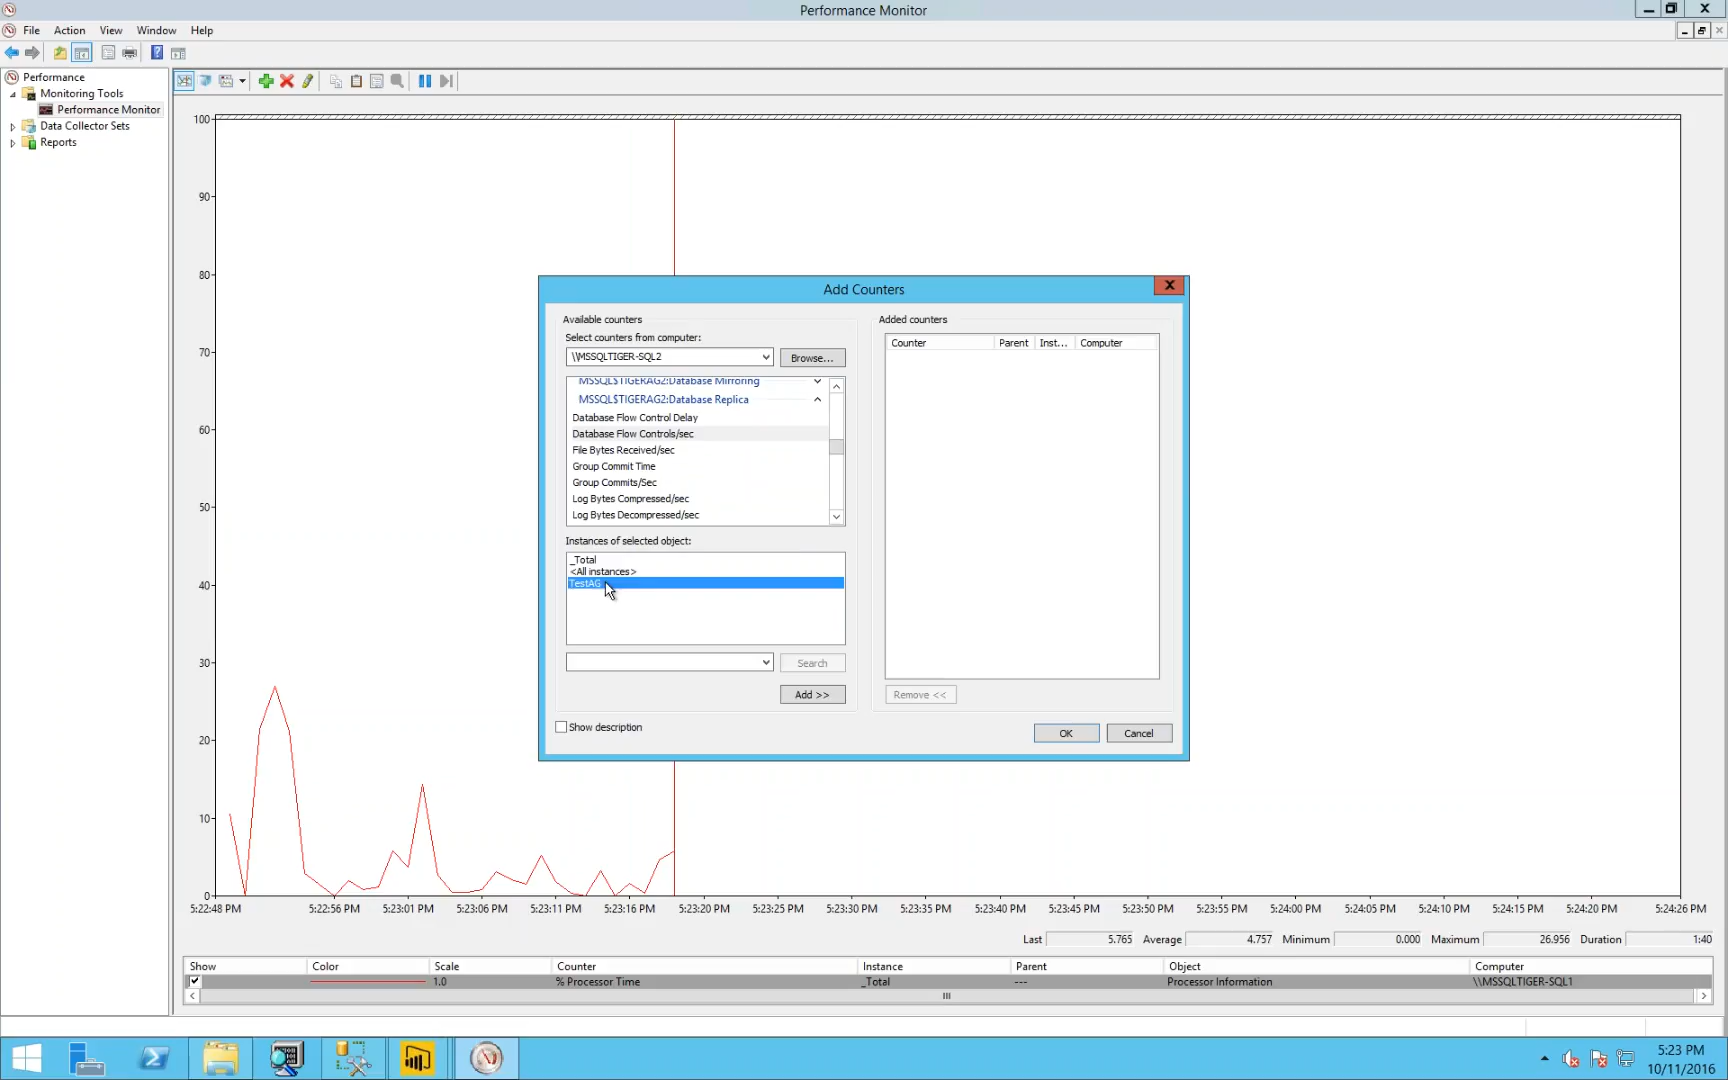 Performance Monitor
File Action View Window Help
Performance
Monitoring Tools
Performance Monitor
Data Collector Sets
Reports
100
90
80
70
60
50
40
30
20
10
0
5:22:48 PM 5:22:56 PM 5:23:01 PM 5:23:06 PM 5:23:11 PM 5:23:16 PM 5:23:20 PM 5:23:25 PM 5:23:30 PM 5:23:35 PM 5:23:40 PM 5:23:45 PM 5:23:50 PM 5:23:55 PM 5:24:00 PM 5:24:05 PM 5:24:10 PM 5:24:15 PM 5:24:20 PM 5:24:26 PM
Add Counters
Available counters
Select counters from computer:
\\MSSQLTIGER-SQL2 Browse...
MSSQL$TIGERAG2:Database Mirroring
MSSQL$TIGERAG2:Database Replica
Database Flow Control Delay
Database Flow Controls/sec
File Bytes Received/sec
Group Commit Time
Group Commits/Sec
Log Bytes Compressed/sec
Log Bytes Decompressed/sec
Instances of selected object:
_Total
<All instances>
TestAG
Search
Add >>
Show description
Added counters
Counter Parent Inst... Computer
Remove <<
OK Cancel
Last 5.765 Average 4.757 Minimum 0.000 Maximum 26.956 Duration 1:40
Show Color Scale Counter Instance Parent Object Computer
1.0 % Processor Time _Total --- Processor Information \\MSSQLTIGER-SQL1
5:23 PM
10/11/2016